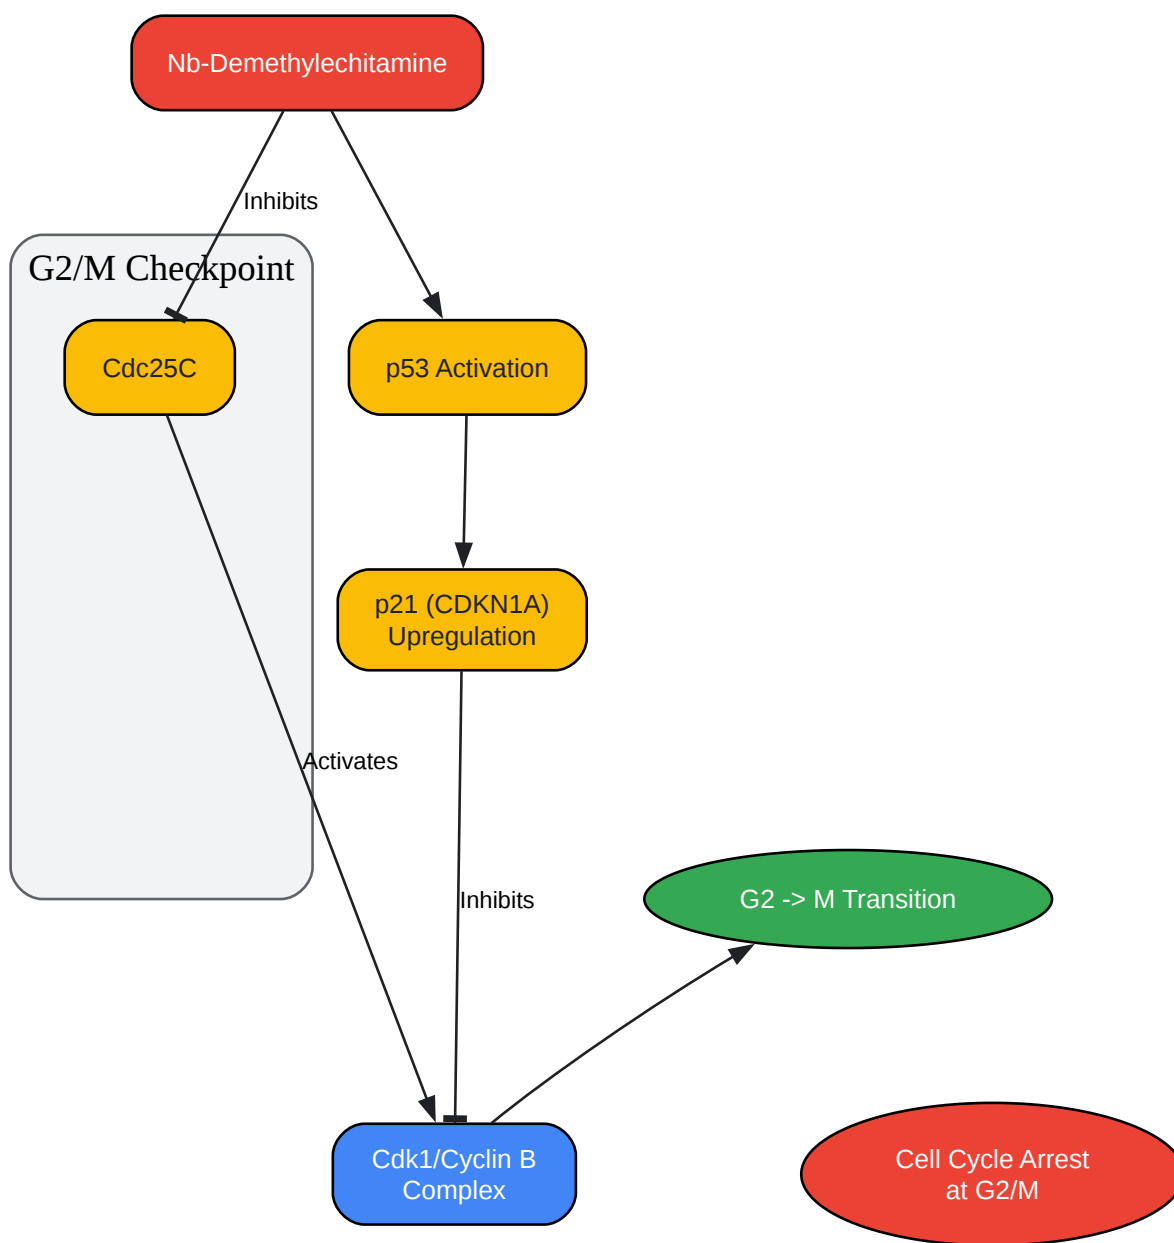 Nb-Demethylechitamine
Inhibits
G2/M Checkpoint
Cdc25C
p53 Activation
p21 (CDKN1A)
Upregulation
Activates
Inhibits
G2 -> M Transition
Cdk1/Cyclin B
Complex
Cell Cycle Arrest
at G2/M